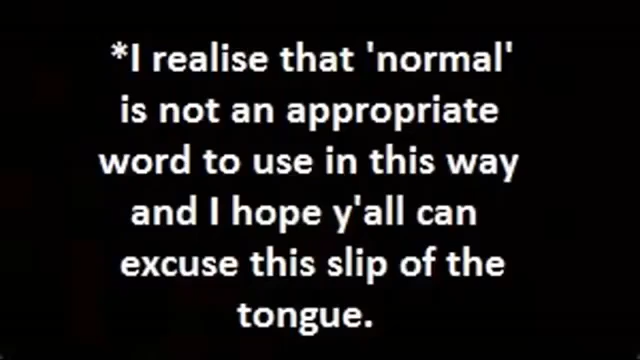 *I realise that 'normal'
is not an appropriate
word to use in this way
and I hope y'all can
excuse this slip of the
tongue.